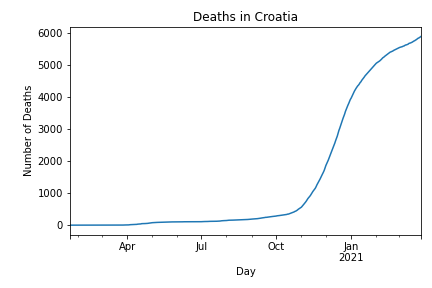 Deaths in Croatia
6000
5000
4000
3000
2000
1000
0
Number of Deaths
Apr
Jul
Oct
Jan
2021
Day